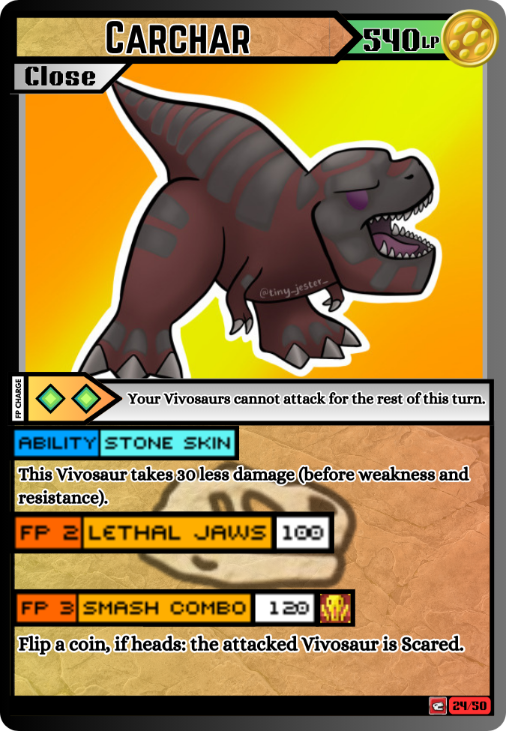 CARCHAR
540LP
Close
@tiny_jester_
FP CHARGE
Your Vivosaurs cannot attack for the rest of this turn.
ABILITY STONE SKIN
This Vivosaur takes 30 less damage (before weakness and
resistance).
FP 2 LETHAL JAWS 100
FP 3 SMASH COMBO 120
Flip a coin, if heads: the attacked Vivosaur is Scared.
24/50